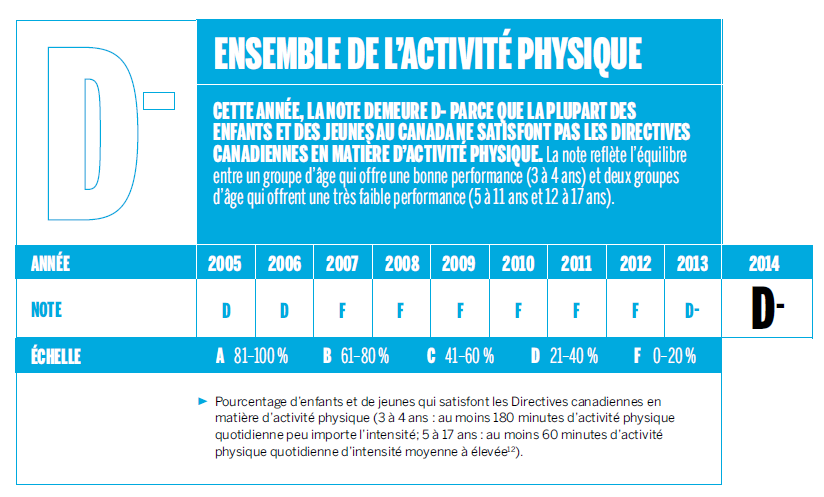 D-
ENSEMBLE DE L'ACTIVITÉ PHYSIQUE
CETTE ANNÉE, LA NOTE DEMEURE D- PARCE QUE LA PLUPART DES
ENFANTS ET DES JEUNES AU CANADA NE SATISFONT PAS LES DIRECTIVES
CANADIENNES EN MATIÈRE D'ACTIVITÉ PHYSIQUE. La note reflète l'équilibre
entre un groupe d'âge qui offre une bonne performance (3 à 4 ans) et deux groupes
d'âge qui offrent une très faible performance (5 à 11 ans et 12 à 17 ans).
ANNÉE 2005 2006 2007 2008 2009 2010 2011 2012 2013 2014
NOTE D D F F F F F F D- D-
ÉCHELLE A 81–100 % B 61–80 % C 41–60 % D 21–40 % F 0–20 %
► Pourcentage d'enfants et de jeunes qui satisfont les Directives canadiennes en
matière d'activité physique (3 à 4 ans : au moins 180 minutes d'activité physique
quotidienne peu importe l'intensité; 5 à 17 ans : au moins 60 minutes d'activité
physique quotidienne d'intensité moyenne à élevée¹²).